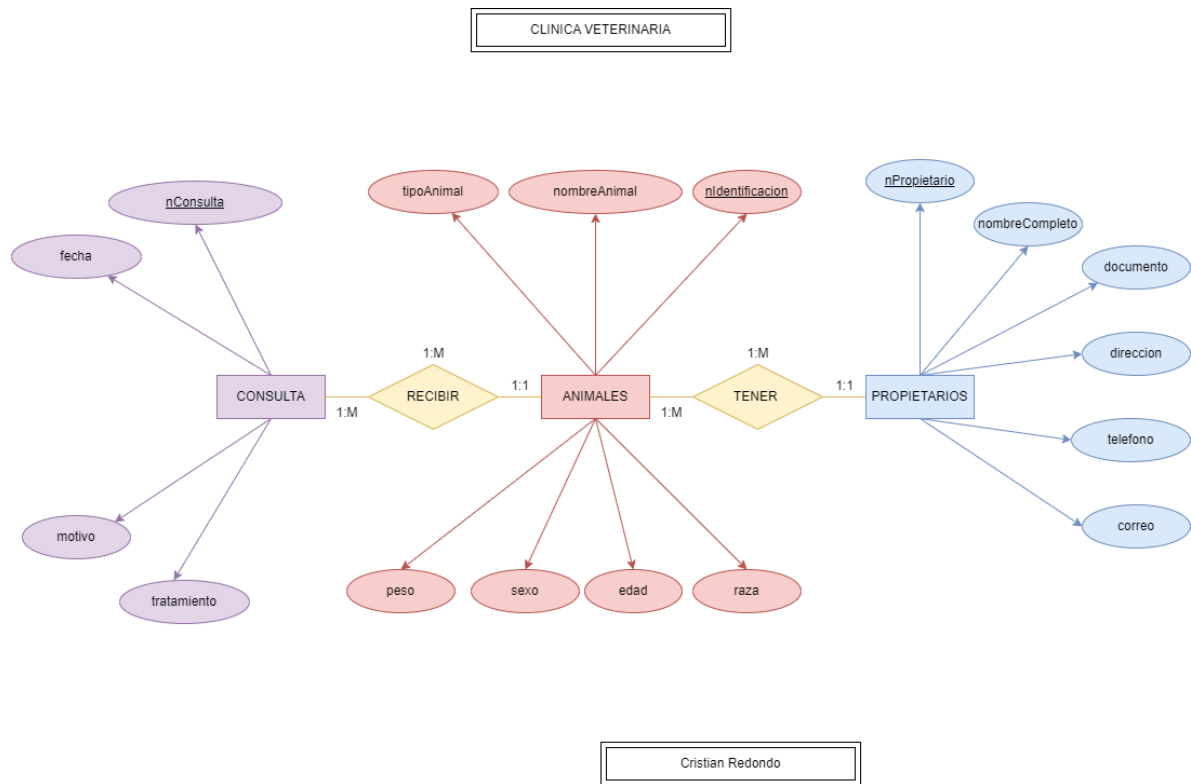 CLINICA VETERINARIA
nPropietario
nConsulta
tipoAnimal
nombreAnimal
nIdentificacion
nombreCompleto
fecha
documento
1:M
1:M
direccion
CONSULTA
1:M
RECIBIR
1:1
ANIMALES
1:M
TENER
1:1
PROPIETARIOS
telefono
motivo
correo
tratamiento
peso
sexo
edad
raza
Cristian Redondo